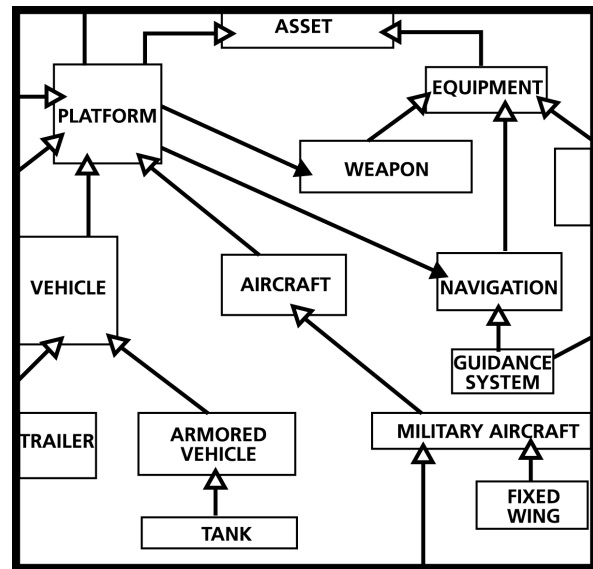 ASSET
PLATFORM
EQUIPMENT
WEAPON
VEHICLE
AIRCRAFT
NAVIGATION
GUIDANCE
SYSTEM
TRAILER
ARMORED
VEHICLE
MILITARY AIRCRAFT
TANK
FIXED
WING